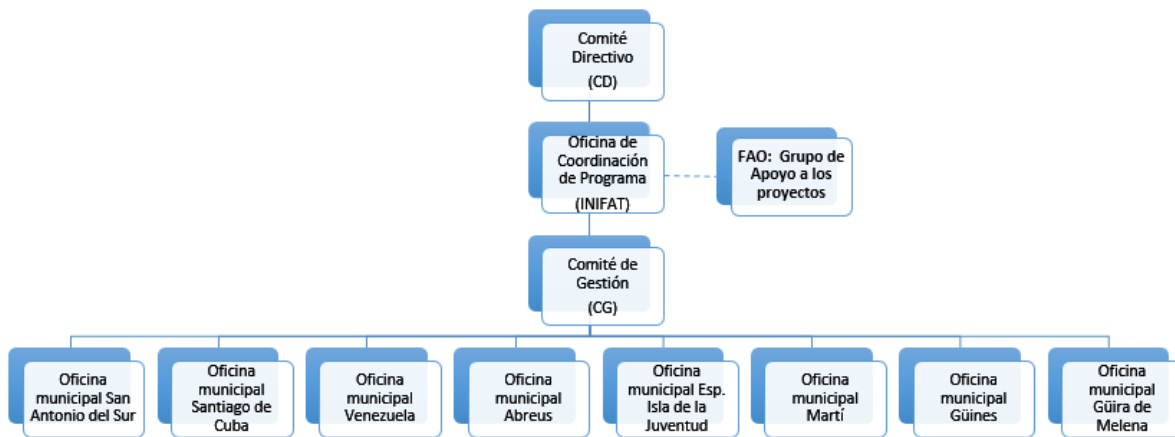 Comité
Directivo
(CD)
Oficina de
Coordinación
de Programa
(INIFAT)
FAO: Grupo de
Apoyo a los
proyectos
Comité de
Gestión
(CG)
Oficina
municipal San
Antonio del Sur
Oficina
municipal
Santiago de
Cuba
Oficina
municipal
Venezuela
Oficina
municipal
Abreus
Oficina
municipal Esp.
Isla de la
Juventud
Oficina
municipal
Martí
Oficina
municipal
Güines
Oficina
municipal
Güira de
Melena